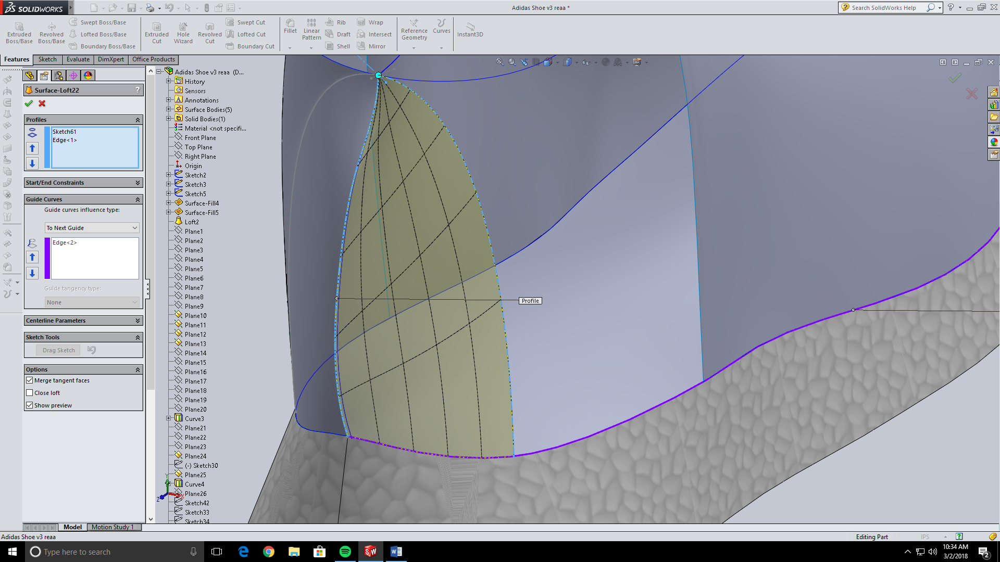 SOLIDWORKS
Adidas Shoe v3 reaa *
Search SolidWorks Help
Extruded Boss/Base
Revolved Boss/Base
Swept Boss/Base
Lofted Boss/Base
Boundary Boss/Base
Extruded Cut
Hole Wizard
Revolved Cut
Swept Cut
Lofted Cut
Boundary Cut
Fillet
Linear Pattern
Rib
Draft
Shell
Wrap
Intersect
Mirror
Reference Geometry
Curves
Instant3D
Features
Sketch
Evaluate
DimXpert
Office Products
Surface-Loft22
?
Profiles
Sketch61
Edge<1>
Start/End Constraints
Guide Curves
Guide curves influence type:
To Next Guide
Edge<2>
Guide tangency type:
None
Centerline Parameters
Sketch Tools
Drag Sketch
Options
Merge tangent faces
Close loft
Show preview
Adidas Shoe v3 reaa (D...
History
Sensors
Annotations
Surface Bodies(5)
Solid Bodies(1)
Material <not specifi...
Front Plane
Top Plane
Right Plane
Origin
Sketch2
Sketch3
Sketch5
Surface-Fill4
Surface-Fill5
Loft2
Plane1
Plane2
Plane3
Plane4
Plane5
Plane6
Plane7
Plane8
Plane9
Plane10
Plane11
Plane12
Plane13
Plane14
Plane15
Plane16
Plane17
Plane18
Plane19
Plane20
Curve3
Plane21
Plane22
Plane23
Plane24
(-) Sketch30
Plane25
Curve4
Plane26
Sketch42
Sketch33
Sketch34
Profile
Y
X
Z
Model
Motion Study 1
Adidas Shoe v3 reaa
Editing Part
IPS
Type here to search
10:34 AM
3/2/2018
2